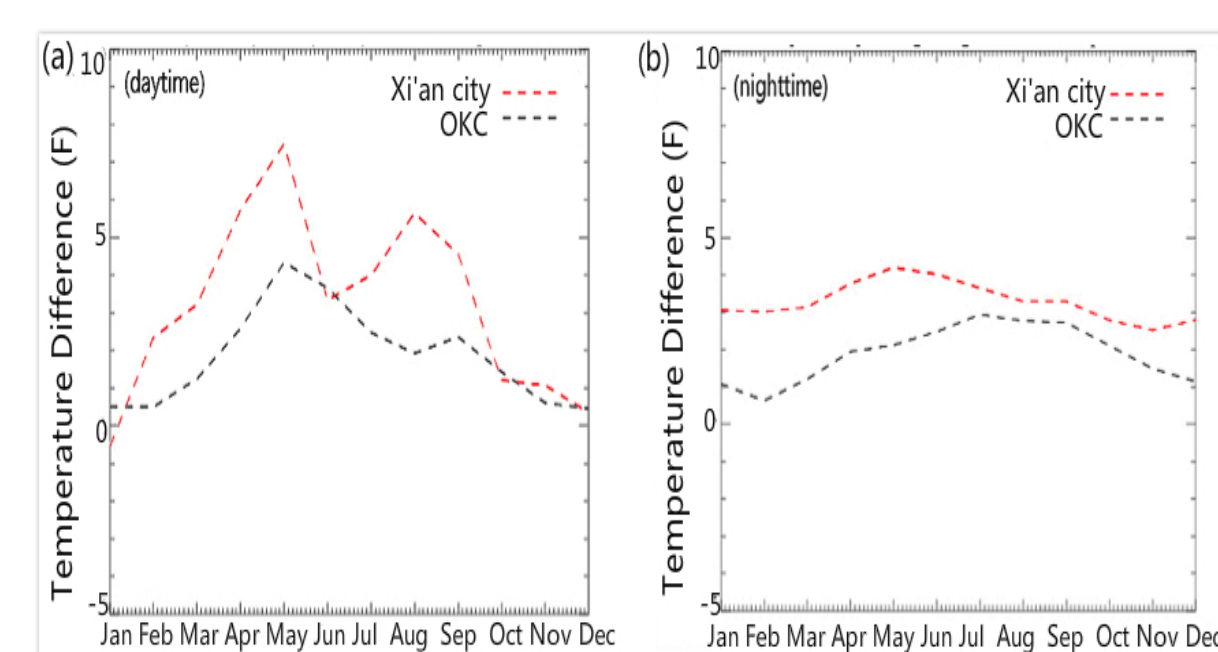 (a)
10
(daytime)
Xi'an city
OKC
5
0
-5
Temperature Difference (F)
Jan Feb Mar Apr May Jun Jul Aug Sep Oct Nov Dec
(b)
10
(nighttime)
Xi'an city
OKC
5
0
-5
Temperature Difference (F)
Jan Feb Mar Apr May Jun Jul Aug Sep Oct Nov Dec